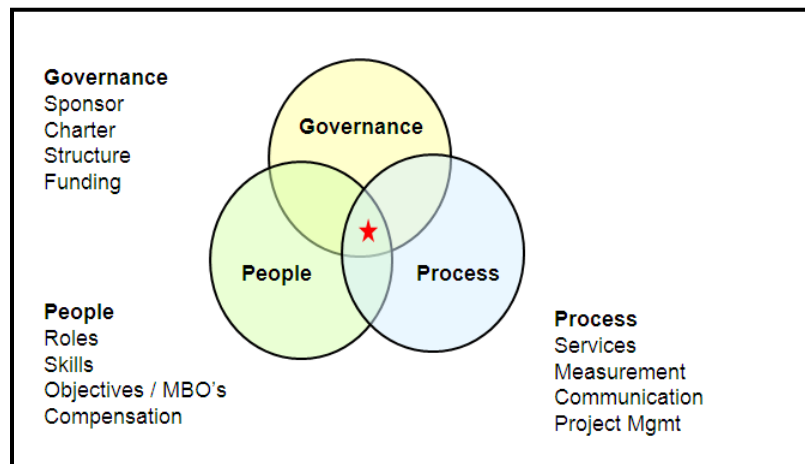 Governance
Sponsor
Charter
Structure
Funding
Governance
People
Process
People
Roles
Skills
Objectives / MBO's
Compensation
Process
Services
Measurement
Communication
Project Mgmt